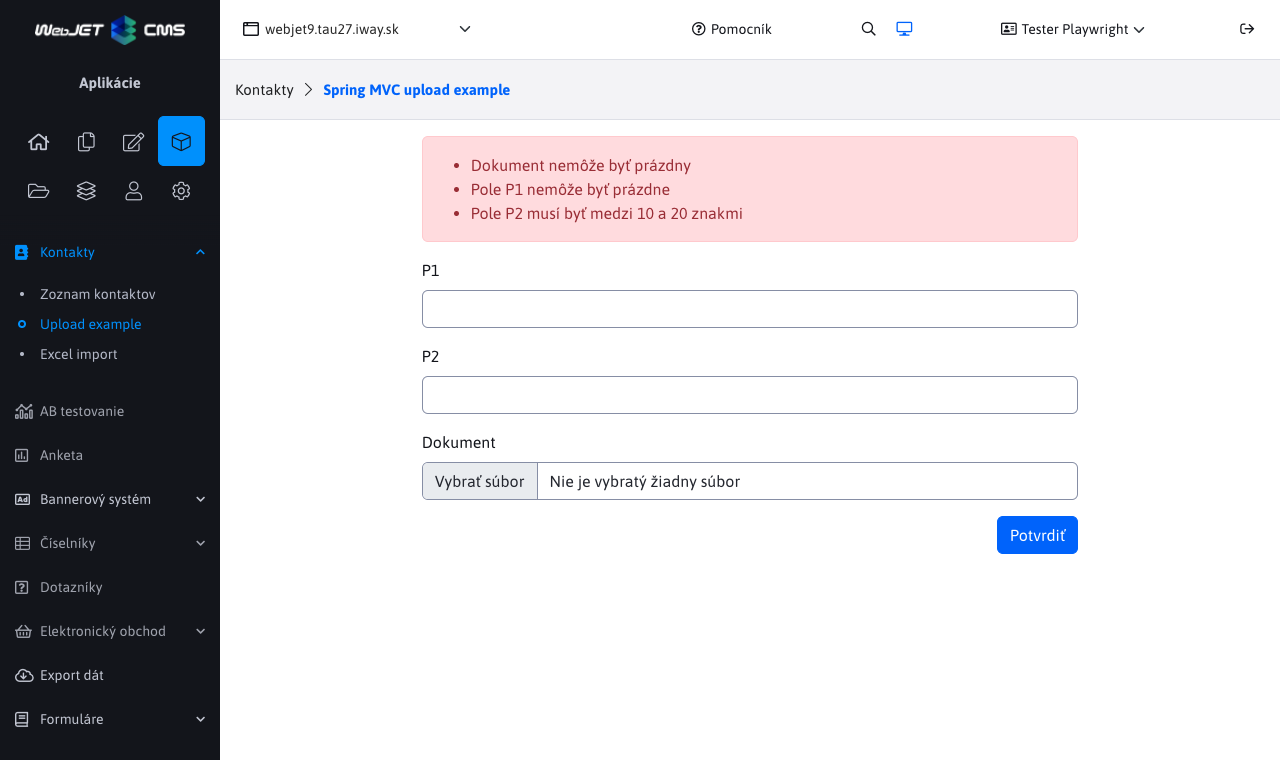 WebJET CMS
Aplikácie
Kontakty
Zoznam kontaktov
Upload example
Excel import
AB testovanie
Anketa
Bannerový systém
Číselníky
Dotazníky
Elektronický obchod
Export dát
Formuláre
webjet9.tau27.iway.sk
Pomocník
Tester Playwright
Kontakty
Spring MVC upload example
Dokument nemôže byť prázdny
Pole P1 nemôže byť prázdne
Pole P2 musí byť medzi 10 a 20 znakmi
P1
P2
Dokument
Vybrať súbor Nie je vybratý žiadny súbor
Potvrdiť